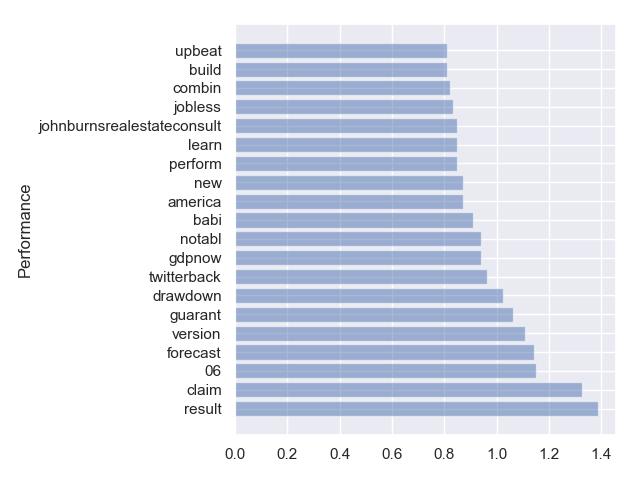 upbeat
build
combin
jobless
johnburnsrealestateconsult
learn
perform
new
america
babi
notabl
gdpnow
twitterback
drawdown
guarant
version
forecast
06
claim
result
Performance
0.0 0.2 0.4 0.6 0.8 1.0 1.2 1.4